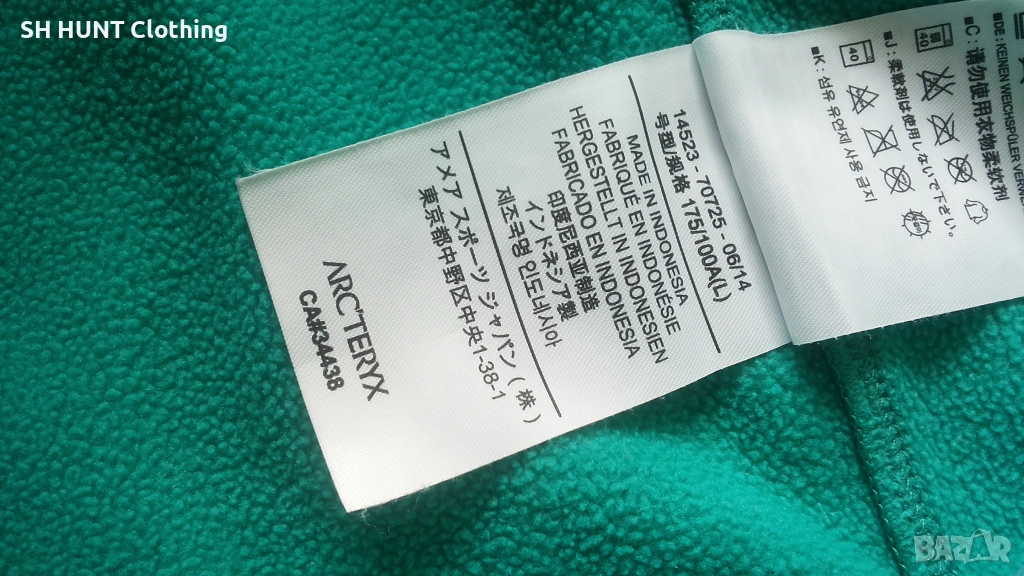 SH HUNT Clothing
■DE: KEINEN WEICHSPÜLER
■C: 请勿使用衣物柔软剂
40
■J: 柔軟剤は使用しないで下さい。
40
■K: 섬유 유연제 사용 금지
14523 - 70725 - 06/14
号型/规格 175/100A(L)
MADE IN INDONESIA
FABRIQUÉ EN INDONÉSIE
HERGESTELLT IN INDONESIEN
FABRICADO EN INDONESIA
印度尼西亚制造
インドネシア製
제조국명 인도네시아
アメア スポーツ ジャパン (株)
東京都中野区中央1-38-1
ARC'TERYX
CA#34438
BAZAR